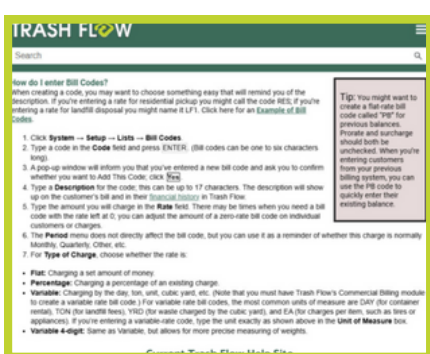 TRASH FLOW
Search
How do I enter Bill Codes?
When creating a code, you may want to choose something easy that will remind you of the
description. If you're entering a rate for residential pickup you might call the code RES; if you're
entering a rate for landfill disposal you might name it LF1. Click here for an Example of Bill
Codes.
1. Click System → Setup → Lists → Bill Codes
2. Type a code in the Code field and press ENTER. (Bill codes can be one to six characters
long).
3. A pop-up window will inform you that you've entered a new bill code and ask you to confirm
whether you want to Add This Code; click Yes
4. Type a Description for the code; this can be up to 17 characters. The description will show
up on the customer's bill and in their financial history in Trash Flow.
5. Type the amount you will charge in the Rate field. There may be times when you need a bill
code with the rate left at 0; you can adjust the amount of a zero-rate bill code on individual
customers or charges.
6. The Period menu does not directly affect the bill code, but you can use it as a reminder of whether this charge is normally
Monthly, Quarterly, Other, etc.
7. For Type of Charge, choose whether the rate is:
• Flat: Charging a set amount of money.
• Percentage: Charging a percentage of an existing charge.
• Variable: Charging by the day, ton, unit, cubic yard, etc. (Note that you must have Trash Flow's Commercial Billing module
to create a variable rate bill code.) For variable rate bill codes, the most common units of measure are DAY (for container
rental), TON (for landfill fees), YRD (for waste charged by the cubic yard), and EA (for charges per item, such as tires or
appliances). If you're entering a variable-rate code, type the unit exactly as shown above in the Unit of Measure box.
• Variable 4-digit: Same as Variable, but allows for more precise measuring of weights.
Tip: You might want to
create a flat-rate bill
code called "PB" for
previous balances.
Prorate and surcharge
should both be
unchecked. When you're
entering customers
from your previous
billing system, you can
use the PB code to
quickly enter their
existing balance.
Current Trash Flow Help Site